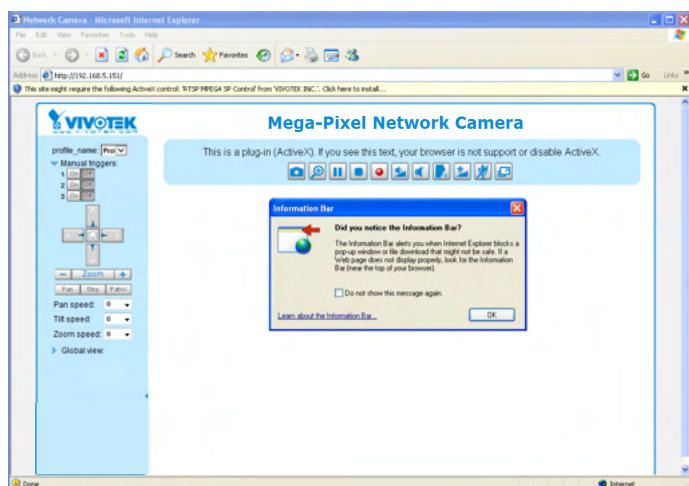 Network Camera - Microsoft Internet Explorer
File Edit View Favorites Tools Help
Back Search Favorites
Address http://192.168.5.151/ Go Links
This site might require the following ActiveX control: 'RTSP MPEG4 SP Control' from 'VIVOTEK INC.'. Click here to install...
VIVOTEK
WWW.VIVOTEK.COM
Mega-Pixel Network Camera
This is a plug-in (ActiveX). If you see this text, your browser is not support or disable ActiveX.
profile_name: Pro
Manual triggers:
1 On Off
2 On Off
3 On Off
Zoom
Pan Stop Patrol
Pan speed: 0
Tilt speed: 0
Zoom speed: 0
Global view:
Information Bar
Did you notice the Information Bar?
The Information Bar alerts you when Internet Explorer blocks a
pop-up window or file download that might not be safe. If a
Web page does not display properly, look for the Information
Bar (near the top of your browser).
Do not show this message again.
Learn about the Information Bar...
OK
Done Internet